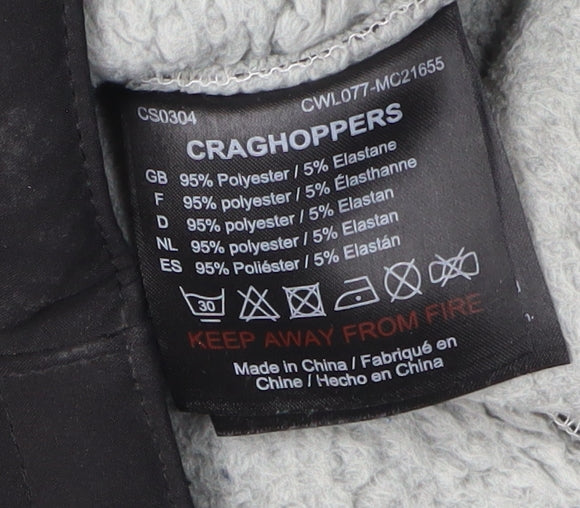 CS0304 CWL077-MC21655
CRAGHOPPERS
GB 95% Polyester / 5% Elastane
F 95% polyester / 5% Élasthanne
D 95% polyester / 5% Elastan
NL 95% polyester / 5% Elastan
ES 95% Poliéster / 5% Elastán
30
KEEP AWAY FROM FIRE
Made in China / Fabriqué en
Chine / Hecho en China